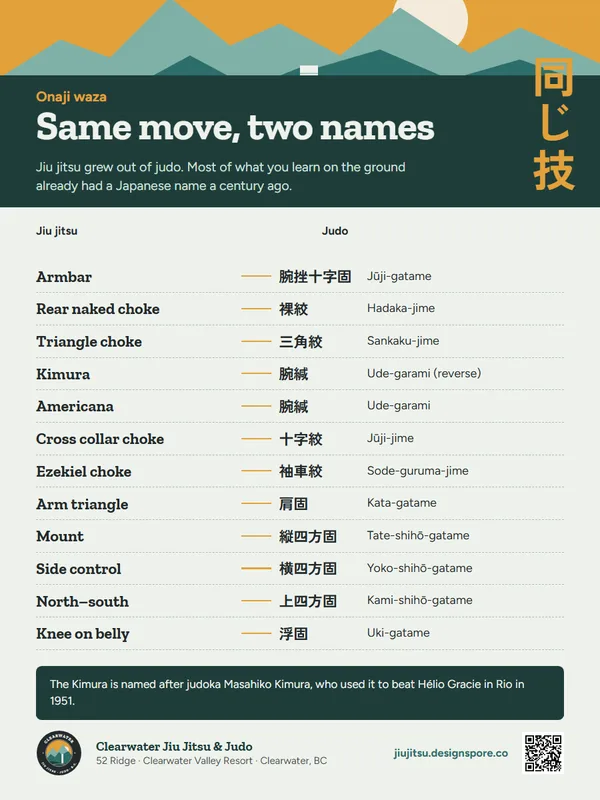 Onaji waza
Same move, two names
同じ技
Jiu jitsu grew out of judo. Most of what you learn on the ground
already had a Japanese name a century ago.
Jiu jitsu Judo
Armbar 腕挫十字固 Jūji-gatame
Rear naked choke 裸絞 Hadaka-jime
Triangle choke 三角絞 Sankaku-jime
Kimura 腕緘 Ude-garami (reverse)
Americana 腕緘 Ude-garami
Cross collar choke 十字絞 Jūji-jime
Ezekiel choke 袖車絞 Sode-guruma-jime
Arm triangle 肩固 Kata-gatame
Mount 縦四方固 Tate-shihō-gatame
Side control 横四方固 Yoko-shihō-gatame
North–south 上四方固 Kami-shihō-gatame
Knee on belly 浮固 Uki-gatame
The Kimura is named after judoka Masahiko Kimura, who used it to beat Hélio Gracie in Rio in
1951.
CLEARWATER
Clearwater Jiu Jitsu & Judo
52 Ridge · Clearwater Valley Resort · Clearwater, BC
jiujitsu.designspore.co